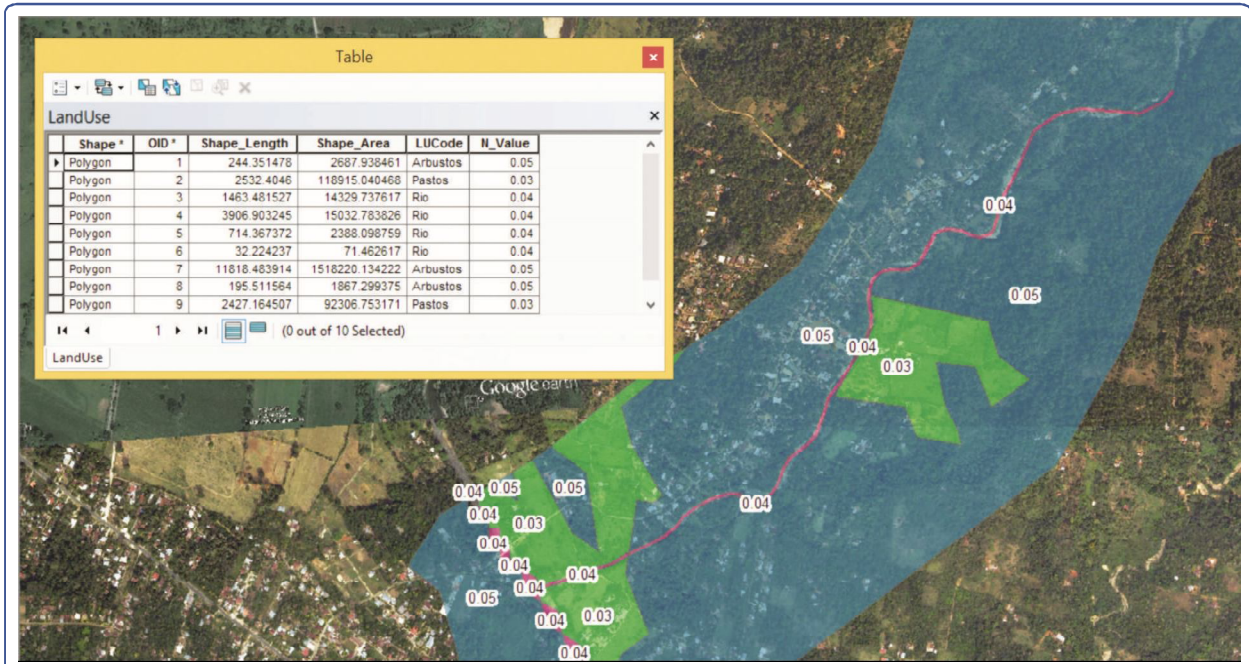 Table
LandUse
Shape * OID * Shape_Length Shape_Area LUCode N_Value
Polygon 1 244.351478 2687.938461 Arbustos 0.05
Polygon 2 2532.4046 118915.040468 Pastos 0.03
Polygon 3 1463.481527 14329.737617 Rio 0.04
Polygon 4 3906.903245 15032.783826 Rio 0.04
Polygon 5 714.367372 2388.098759 Rio 0.04
Polygon 6 32.224237 71.462617 Rio 0.04
Polygon 7 11818.483914 1518220.134222 Arbustos 0.05
Polygon 8 195.511564 1867.299375 Arbustos 0.05
Polygon 9 2427.164507 92306.753171 Pastos 0.03
1 (0 out of 10 Selected)
LandUse
0.04
0.05
0.05
0.04
0.03
Google earth
0.04 0.05 0.05
0.04
0.04
0.03
0.04
0.04
0.04
0.04
0.05
0.04
0.03
0.04